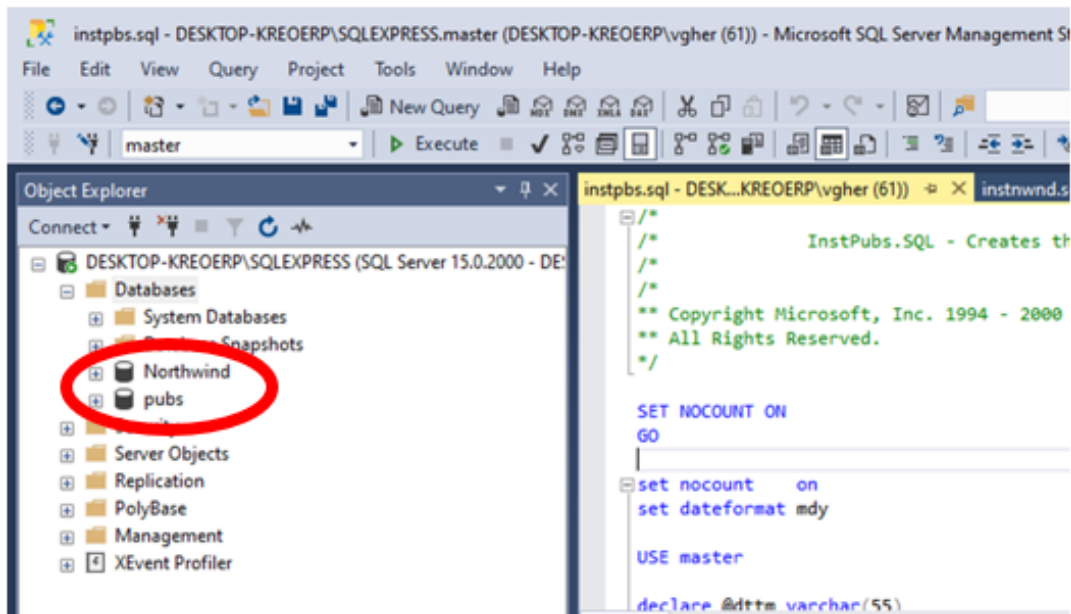 instpbs.sql - DESKTOP-KREOERP\SQLEXPRESS.master (DESKTOP-KREOERP\vgher (61)) - Microsoft SQL Server Management
File Edit View Query Project Tools Window Help
New Query
master Execute
Object Explorer
instpbs.sql - DESK...KREOERP\vgher (61)) instnwnd.s
Connect
DESKTOP-KREOERP\SQLEXPRESS (SQL Server 15.0.2000 - DE
Databases
System Databases
Snapshots
Northwind
pubs
Server Objects
Replication
PolyBase
Management
XEvent Profiler
/*
/* InstPubs.SQL - Creates th
/*
/*
** Copyright Microsoft, Inc. 1994 - 2000
** All Rights Reserved.
*/
SET NOCOUNT ON
GO
set nocount on
set dateformat mdy
USE master
declare @dttm varchar(55)